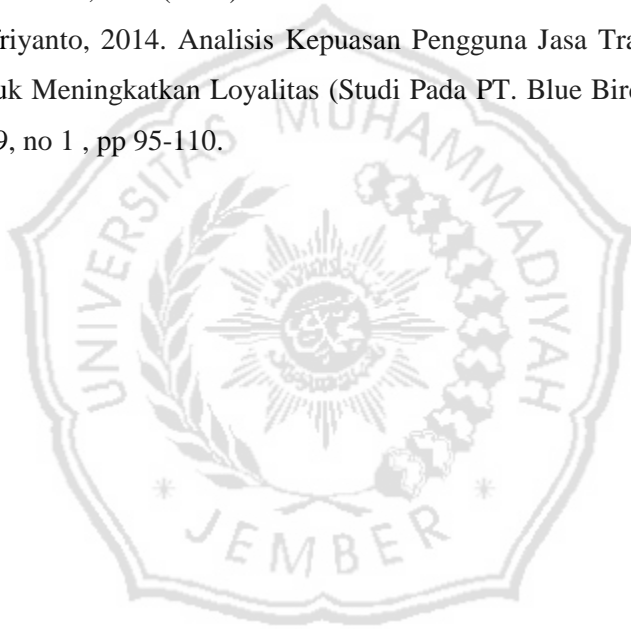 riyanto, 2014. Analisis Kepuasan Pengguna Jasa Tra
uk Meningkatkan Loyalitas (Studi Pada PT. Blue Bir
9, no 1 , pp 95-110.
UNIVERSITAS MUHAMMADIYAH
JEMBER